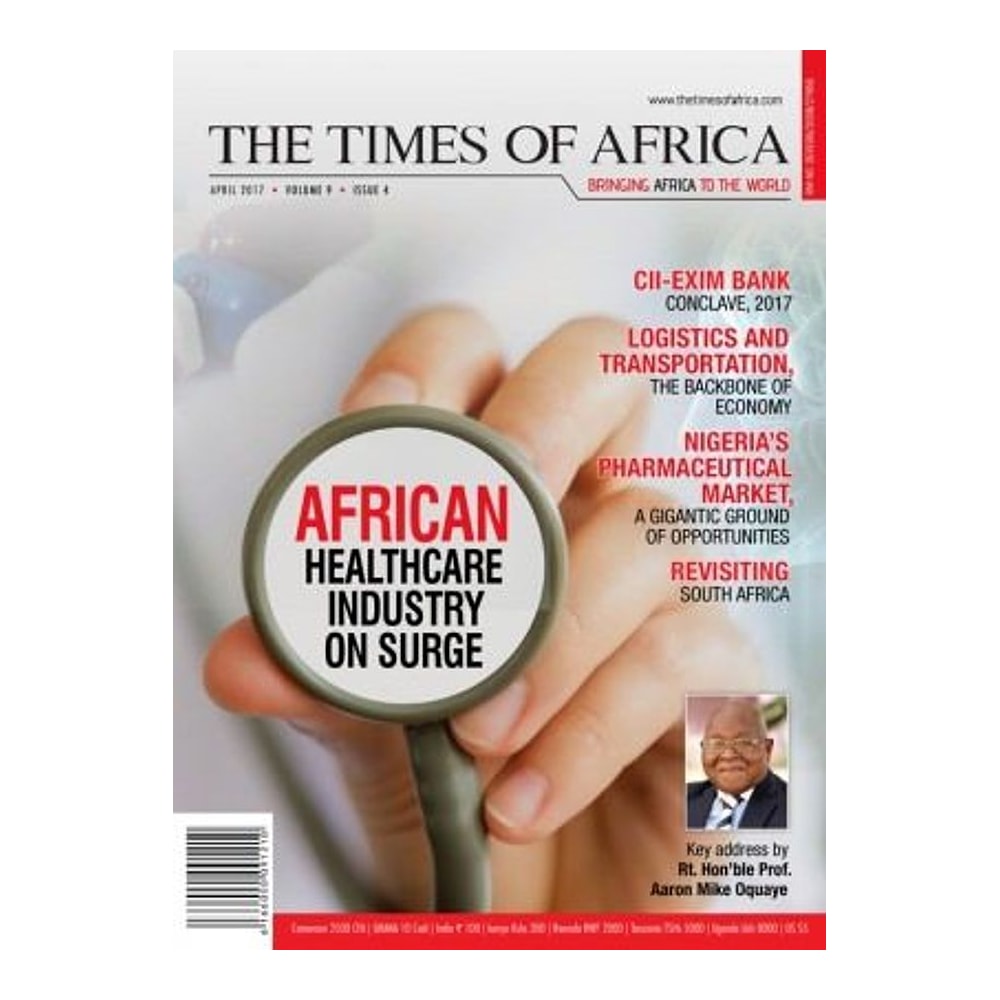 www.thetimesofafrica.com
THE TIMES OF AFRICA
APRIL 2017 • VOLUME 9 • ISSUE 4
BRINGING AFRICA TO THE WORLD
CII-EXIM BANK
CONCLAVE, 2017
LOGISTICS AND
TRANSPORTATION,
THE BACKBONE OF
ECONOMY
NIGERIA'S
PHARMACEUTICAL
MARKET,
A GIGANTIC GROUND
OF OPPORTUNITIES
REVISITING
SOUTH AFRICA
AFRICAN
HEALTHCARE
INDUSTRY
ON SURGE
Key address by
Rt. Hon'ble Prof.
Aaron Mike Oquaye